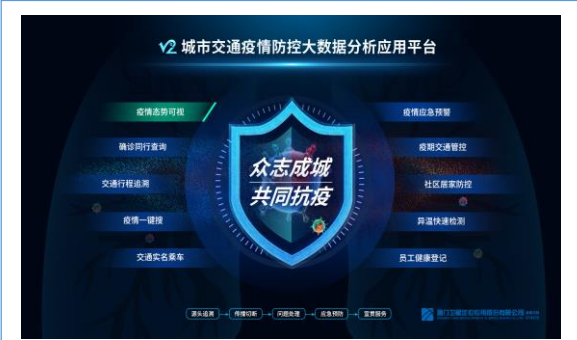 V2 城市交通疫情防控大数据分析应用平台
疫情态势可视
确诊同行查询
交通行程追溯
疫情一键搜
交通实名乘车
众志成城
共同抗疫
疫情应急预警
疫期交通管控
社区居家防控
异温快速检测
员工健康登记
源头追溯
传播切断
问题处理
应急预防
宣贯服务